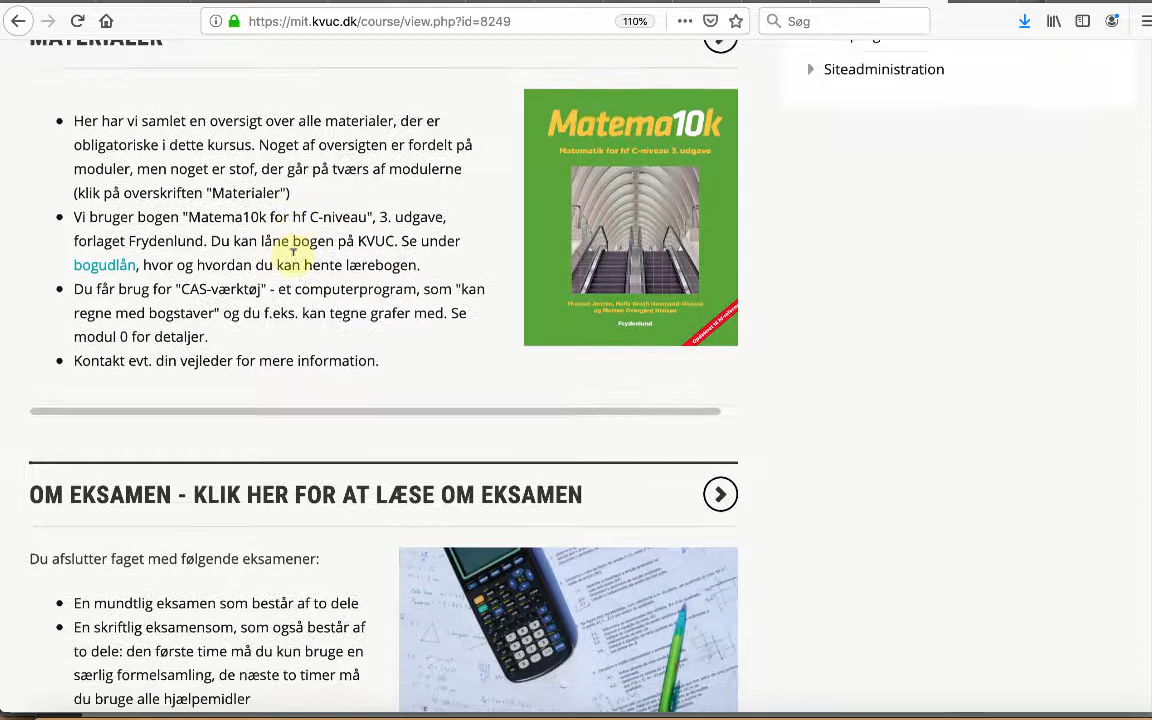 https://mit.kvuc.dk/course/view.php?id=8249
110%
Søg
MATERIALER
Siteadministration
Her har vi samlet en oversigt over alle materialer, der er
obligatoriske i dette kursus. Noget af oversigten er fordelt på
moduler, men noget er stof, der går på tværs af modulerne
(klik på overskriften "Materialer")
Vi bruger bogen "Matema10k for hf C-niveau", 3. udgave,
forlaget Frydenlund. Du kan låne bogen på KVUC. Se under
bogudlån, hvor og hvordan du kan hente lærebogen.
Du får brug for "CAS-værktøj" - et computerprogram, som "kan
regne med bogstaver" og du f.eks. kan tegne grafer med. Se
modul 0 for detaljer.
Kontakt evt. din vejleder for mere information.
Matema10k
Matematik for hf C-niveau 3. udgave
Frydenlund
OM EKSAMEN - KLIK HER FOR AT LÆSE OM EKSAMEN
Du afslutter faget med følgende eksamener:
En mundtlig eksamen som består af to dele
En skriftlig eksamensom, som også består af
to dele: den første time må du kun bruge en
særlig formelsamling, de næste to timer må
du bruge alle hjælpemidler